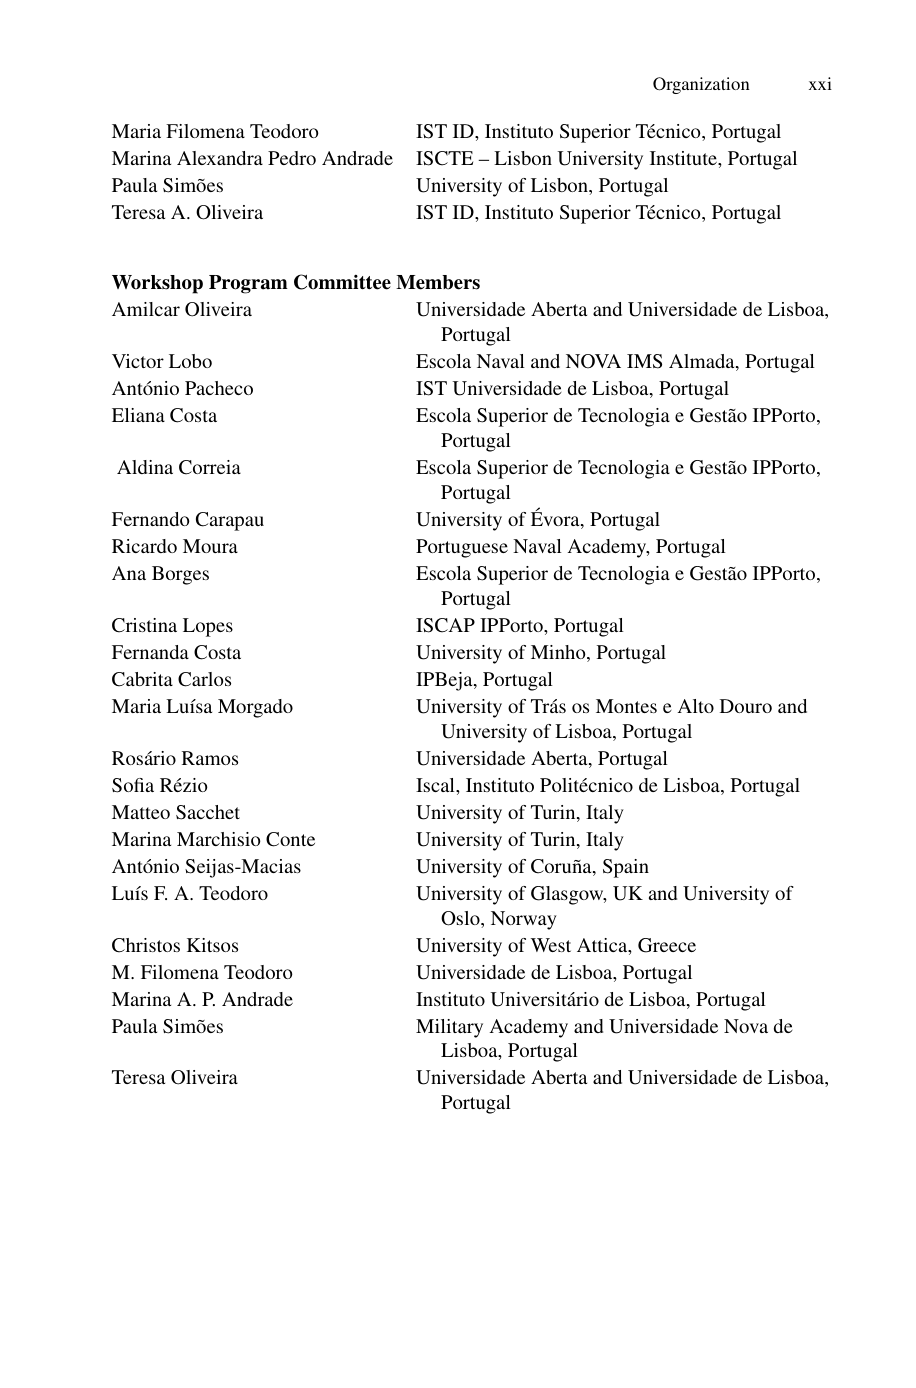 Organization xxi
Maria Filomena Teodoro IST ID, Instituto Superior Técnico, Portugal
Marina Alexandra Pedro Andrade ISCTE – Lisbon University Institute, Portugal
Paula Simões University of Lisbon, Portugal
Teresa A. Oliveira IST ID, Instituto Superior Técnico, Portugal
Workshop Program Committee Members
Amilcar Oliveira Universidade Aberta and Universidade de Lisboa,
Portugal
Victor Lobo Escola Naval and NOVA IMS Almada, Portugal
António Pacheco IST Universidade de Lisboa, Portugal
Eliana Costa Escola Superior de Tecnologia e Gestão IPPorto,
Portugal
Aldina Correia Escola Superior de Tecnologia e Gestão IPPorto,
Portugal
Fernando Carapau University of Évora, Portugal
Ricardo Moura Portuguese Naval Academy, Portugal
Ana Borges Escola Superior de Tecnologia e Gestão IPPorto,
Portugal
Cristina Lopes ISCAP IPPorto, Portugal
Fernanda Costa University of Minho, Portugal
Cabrita Carlos IPBeja, Portugal
Maria Luísa Morgado University of Trás os Montes e Alto Douro and
University of Lisboa, Portugal
Rosário Ramos Universidade Aberta, Portugal
Sofia Rézio Iscal, Instituto Politécnico de Lisboa, Portugal
Matteo Sacchet University of Turin, Italy
Marina Marchisio Conte University of Turin, Italy
António Seijas-Macias University of Coruña, Spain
Luís F. A. Teodoro University of Glasgow, UK and University of
Oslo, Norway
Christos Kitsos University of West Attica, Greece
M. Filomena Teodoro Universidade de Lisboa, Portugal
Marina A. P. Andrade Instituto Universitário de Lisboa, Portugal
Paula Simões Military Academy and Universidade Nova de
Lisboa, Portugal
Teresa Oliveira Universidade Aberta and Universidade de Lisboa,
Portugal